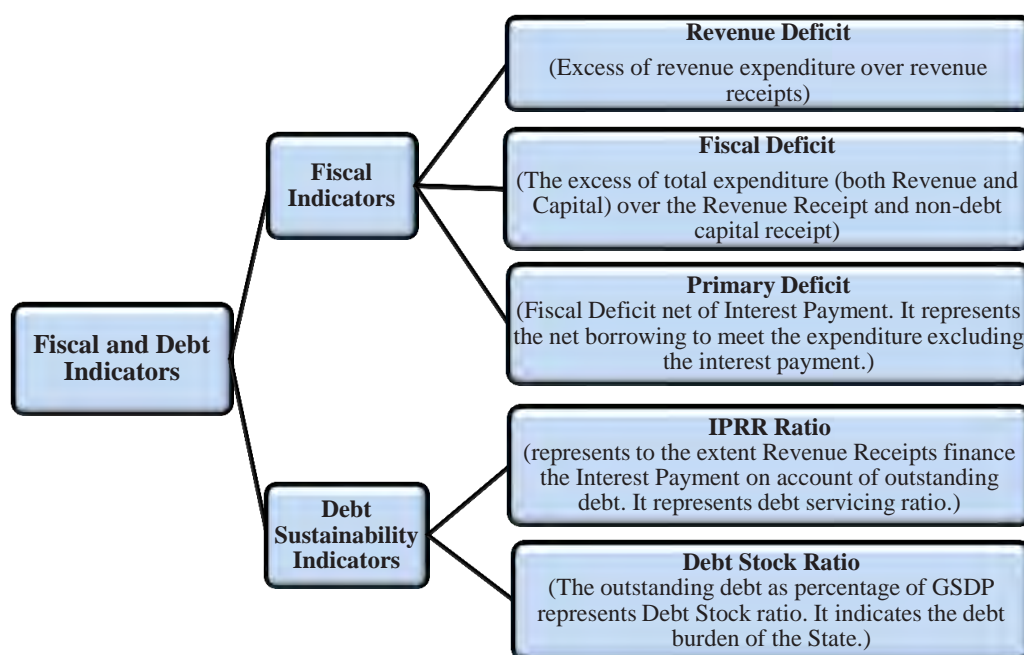 Fiscal and Debt
Indicators
Fiscal
Indicators
Revenue Deficit
(Excess of revenue expenditure over revenue
receipts)
Fiscal Deficit
(The excess of total expenditure (both Revenue and
Capital) over the Revenue Receipt and non-debt
capital receipt)
Primary Deficit
(Fiscal Deficit net of Interest Payment. It represents
the net borrowing to meet the expenditure excluding
the interest payment.)
Debt
Sustainability
Indicators
IPRR Ratio
(represents to the extent Revenue Receipts finance
the Interest Payment on account of outstanding
debt. It represents debt servicing ratio.)
Debt Stock Ratio
(The outstanding debt as percentage of GSDP
represents Debt Stock ratio. It indicates the debt
burden of the State.)